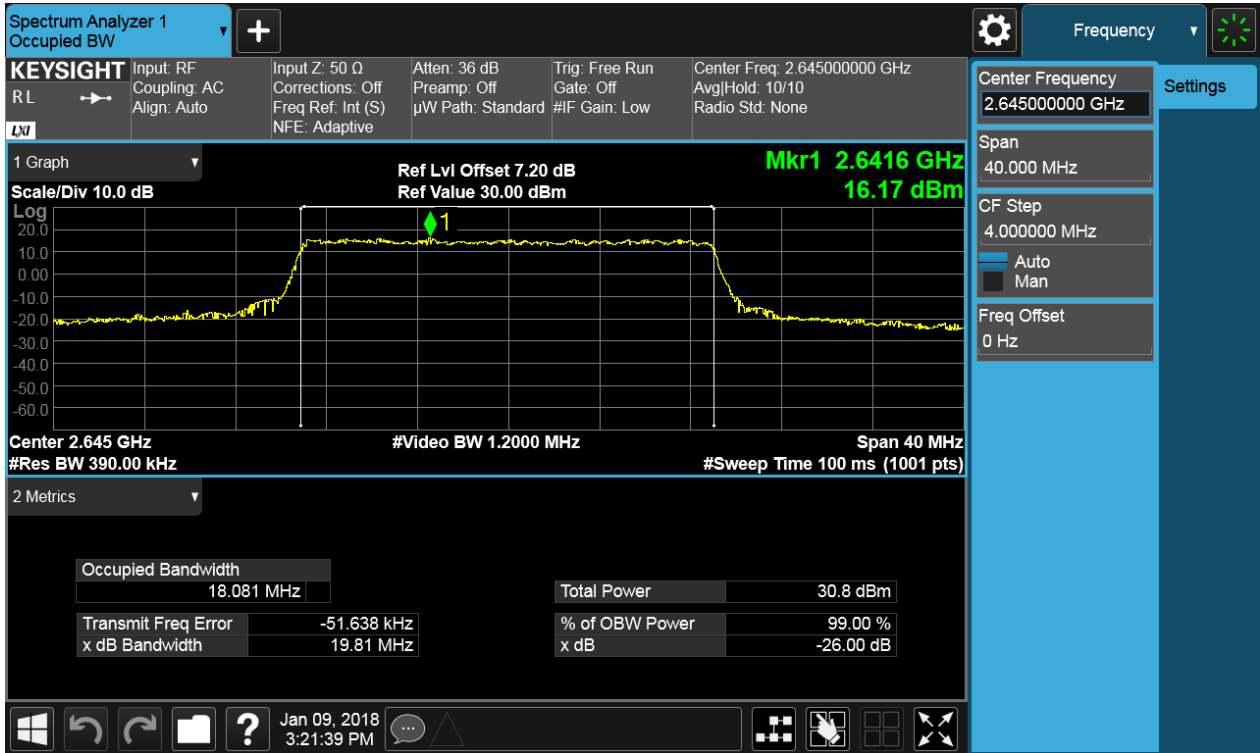 Spectrum Analyzer 1
Occupied BW
+
Frequency
KEYSIGHT
RL
LXI
Input: RF
Coupling: AC
Align: Auto
Input Z: 50 Ω
Corrections: Off
Freq Ref: Int (S)
NFE: Adaptive
Atten: 36 dB
Preamp: Off
µW Path: Standard
Trig: Free Run
Gate: Off
#IF Gain: Low
Center Freq: 2.645000000 GHz
Avg|Hold: 10/10
Radio Std: None
Center Frequency
2.645000000 GHz
Settings
Span
40.000 MHz
CF Step
4.000000 MHz
Auto
Man
Freq Offset
0 Hz
1 Graph
Ref Lvl Offset 7.20 dB
Mkr1 2.6416 GHz
Scale/Div 10.0 dB
Ref Value 30.00 dBm
16.17 dBm
Log
1
20.0
10.0
0.00
-10.0
-20.0
-30.0
-40.0
-50.0
-60.0
Center 2.645 GHz
#Video BW 1.2000 MHz
Span 40 MHz
#Res BW 390.00 kHz
#Sweep Time 100 ms (1001 pts)
2 Metrics
Occupied Bandwidth
18.081 MHz
Total Power 30.8 dBm
Transmit Freq Error -51.638 kHz
% of OBW Power 99.00 %
x dB Bandwidth 19.81 MHz
x dB -26.00 dB
?
Jan 09, 2018
3:21:39 PM